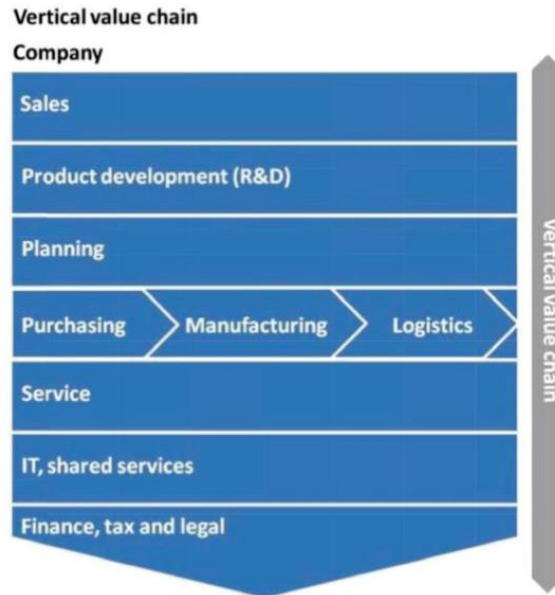 Vertical value chain
Company
Sales
Product development (R&D)
Planning
Purchasing
Manufacturing
Logistics
Service
IT, shared services
Finance, tax and legal
Vertical value chain